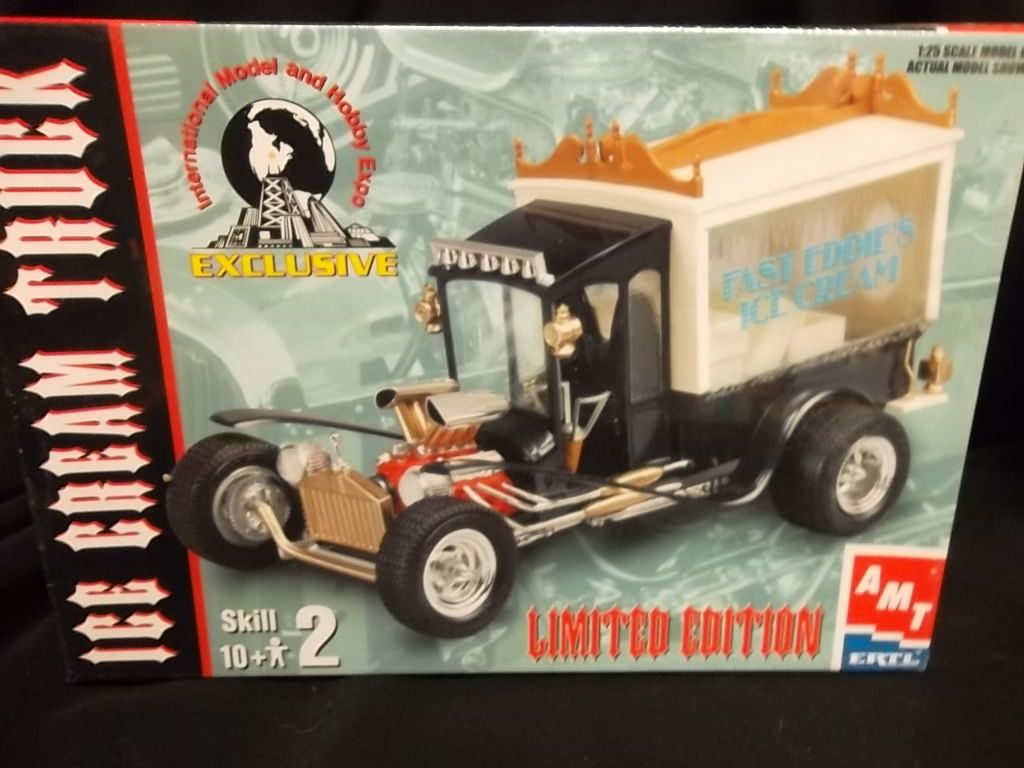 ICE CREAM TRUCK
International Model and Hobby Expo
EXCLUSIVE
1:25 SCALE MODEL
ACTUAL MODEL SHOWN
FAST EDDIE'S
ICE CREAM
Skill 2
10+
LIMITED EDITION
AMT
ERTL